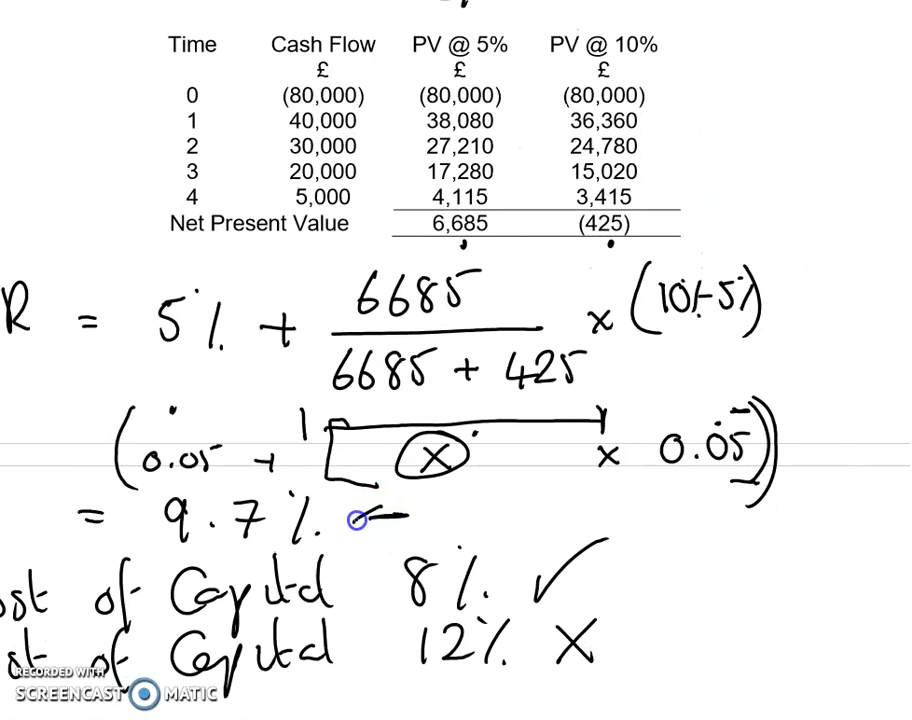 Time Cash Flow PV @ 5% PV @ 10%
£ £ £
0 (80,000) (80,000) (80,000)
1 40,000 38,080 36,360
2 30,000 27,210 24,780
3 20,000 17,280 15,020
4 5,000 4,115 3,415
Net Present Value 6,685 (425)
R = 5% + 6685 / 6685 + 425 x (10%-5%)
(0.05 + x x 0.05)
= 9.7%
of Capital 8% ✓
of Capital 12% X
RECORDED WITH
SCREENCAST MATIC